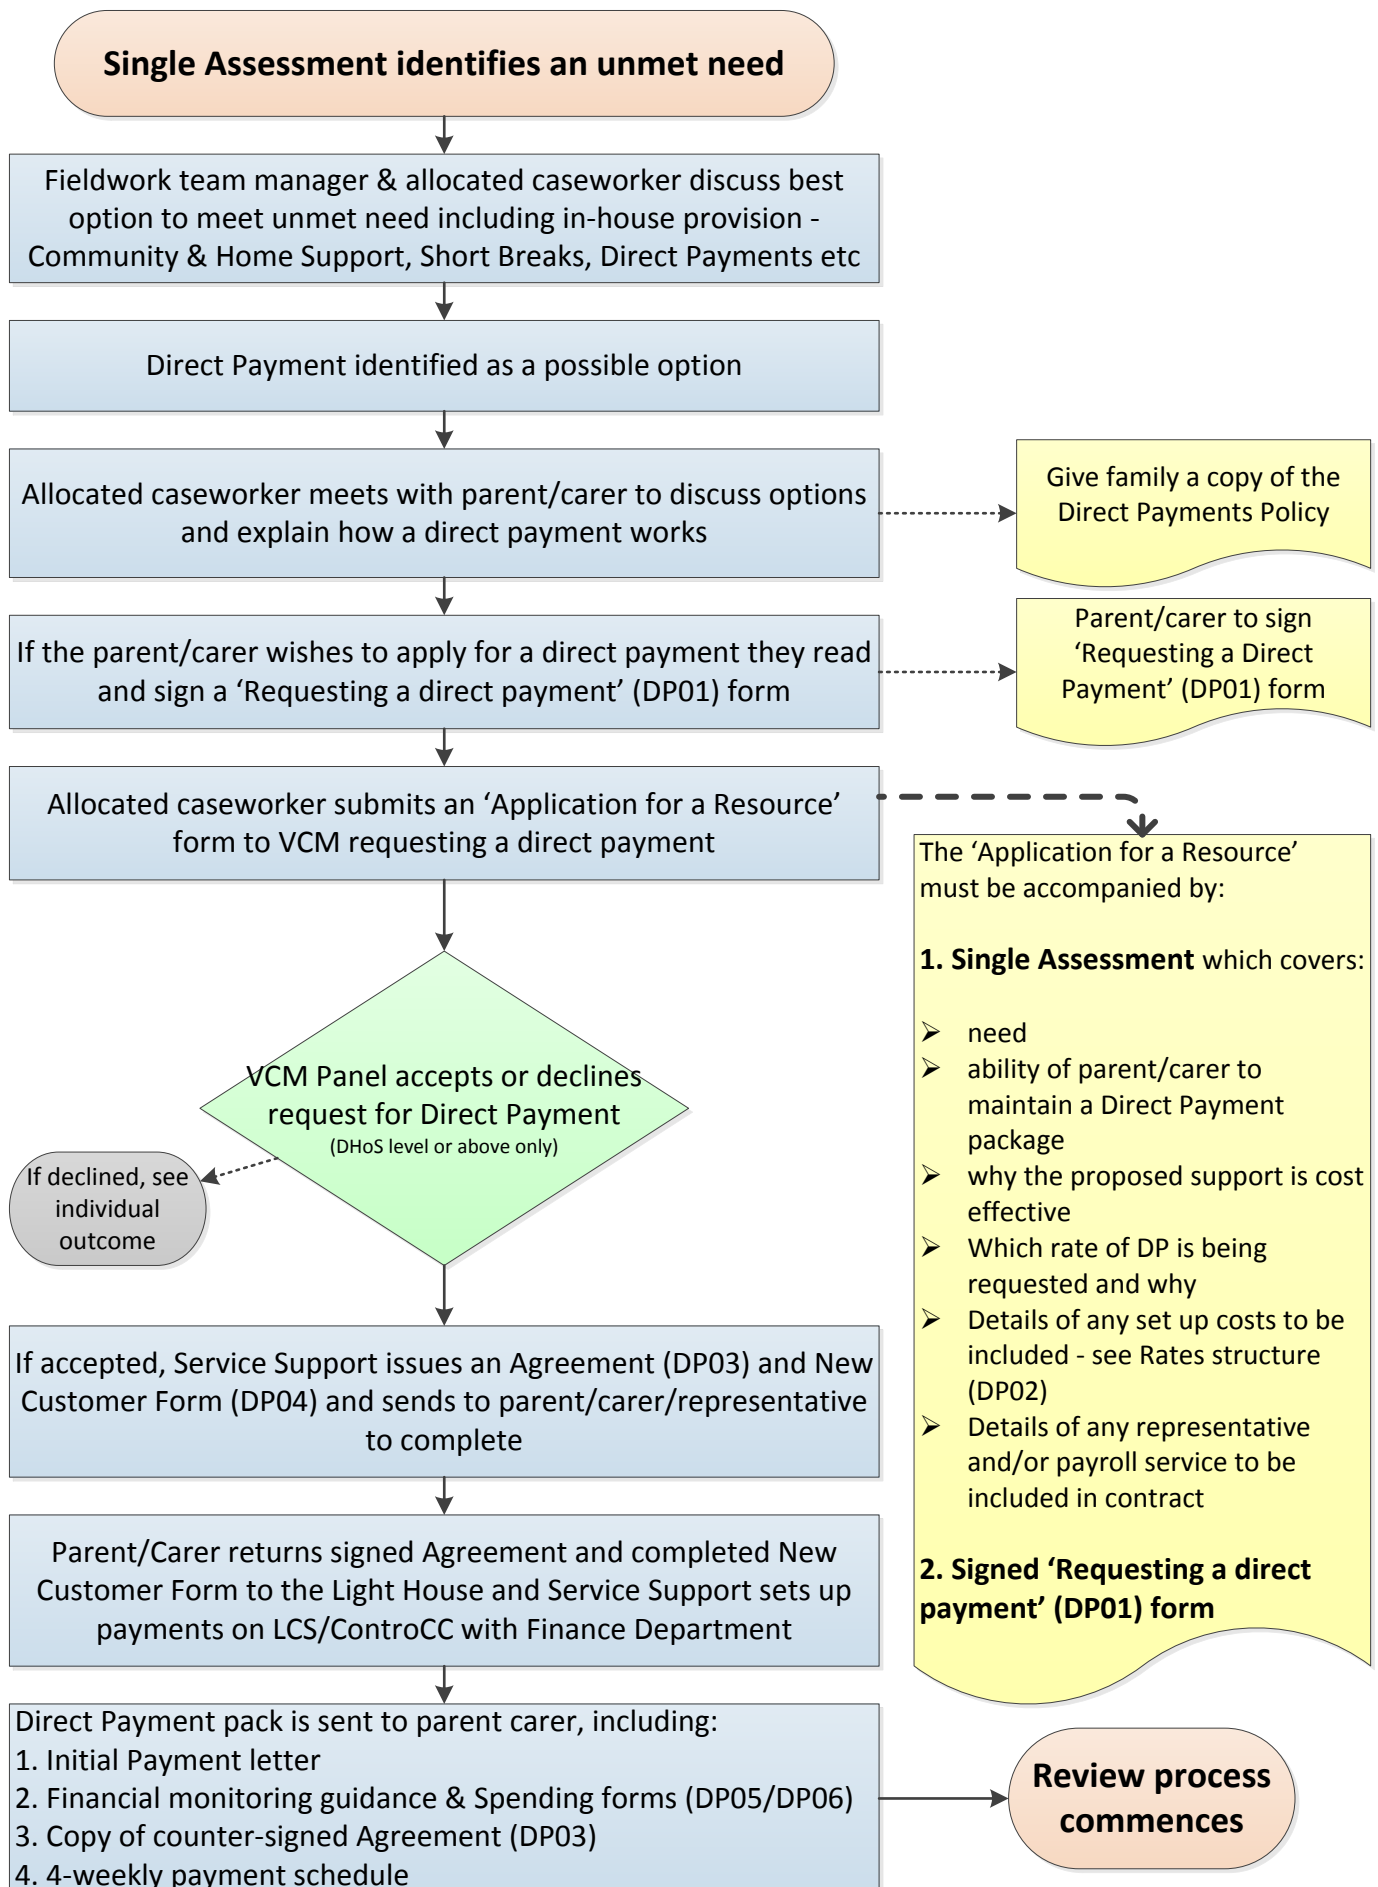 Single Assessment identifies an unmet need
Fieldwork team manager & allocated caseworker discuss best
option to meet unmet need including in-house provision -
Community & Home Support, Short Breaks, Direct Payments etc
Direct Payment identified as a possible option
Allocated caseworker meets with parent/carer to discuss options
and explain how a direct payment works
Give family a copy of the
Direct Payments Policy
If the parent/carer wishes to apply for a direct payment they read
and sign a ‘Requesting a direct payment’ (DP01) form
Parent/carer to sign
‘Requesting a Direct
Payment’ (DP01) form
Allocated caseworker submits an ‘Application for a Resource’
form to VCM requesting a direct payment
The ‘Application for a Resource’
must be accompanied by:
1. Single Assessment which covers:
➢ need
➢ ability of parent/carer to
maintain a Direct Payment
package
➢ why the proposed support is cost
effective
➢ Which rate of DP is being
requested and why
➢ Details of any set up costs to be
included - see Rates structure
(DP02)
➢ Details of any representative
and/or payroll service to be
included in contract
2. Signed ‘Requesting a direct
payment’ (DP01) form
VCM Panel accepts or declines
request for Direct Payment
(DHoS level or above only)
If declined, see
individual
outcome
If accepted, Service Support issues an Agreement (DP03) and New
Customer Form (DP04) and sends to parent/carer/representative
to complete
Parent/Carer returns signed Agreement and completed New
Customer Form to the Light House and Service Support sets up
payments on LCS/ControCC with Finance Department
Direct Payment pack is sent to parent carer, including:
1. Initial Payment letter
2. Financial monitoring guidance & Spending forms (DP05/DP06)
3. Copy of counter-signed Agreement (DP03)
4. 4-weekly payment schedule
Review process
commences